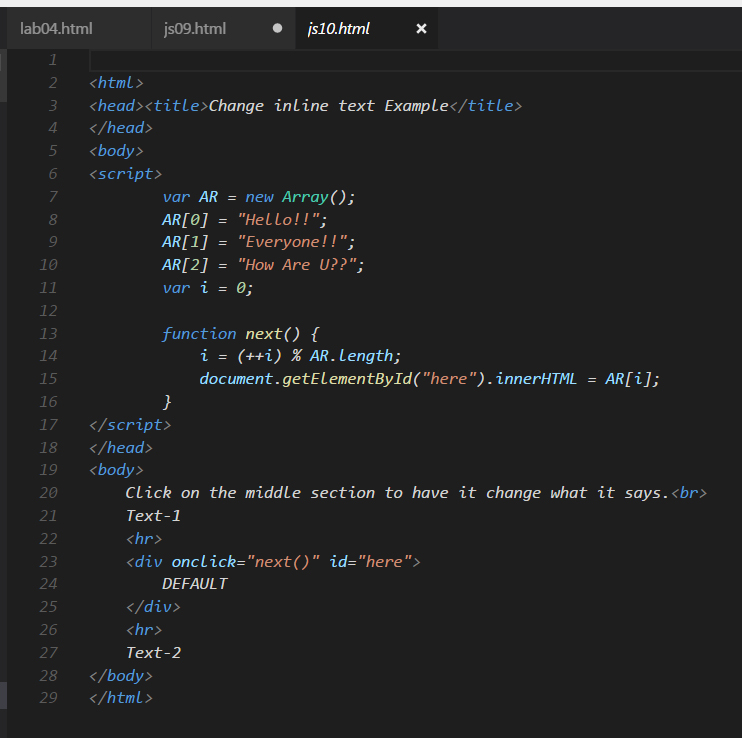 lab04.html js09.html ● js10.html ×
1
2 <html>
3 <head><title>Change inline text Example</title>
4 </head>
5 <body>
6 <script>
7 var AR = new Array();
8 AR[0] = "Hello!!";
9 AR[1] = "Everyone!!";
10 AR[2] = "How Are U??";
11 var i = 0;
12
13 function next() {
14 i = (++i) % AR.length;
15 document.getElementById("here").innerHTML = AR[i];
16 }
17 </script>
18 </head>
19 <body>
20 Click on the middle section to have it change what it says.<br>
21 Text-1
22 <hr>
23 <div onclick="next()" id="here">
24 DEFAULT
25 </div>
26 <hr>
27 Text-2
28 </body>
29 </html>